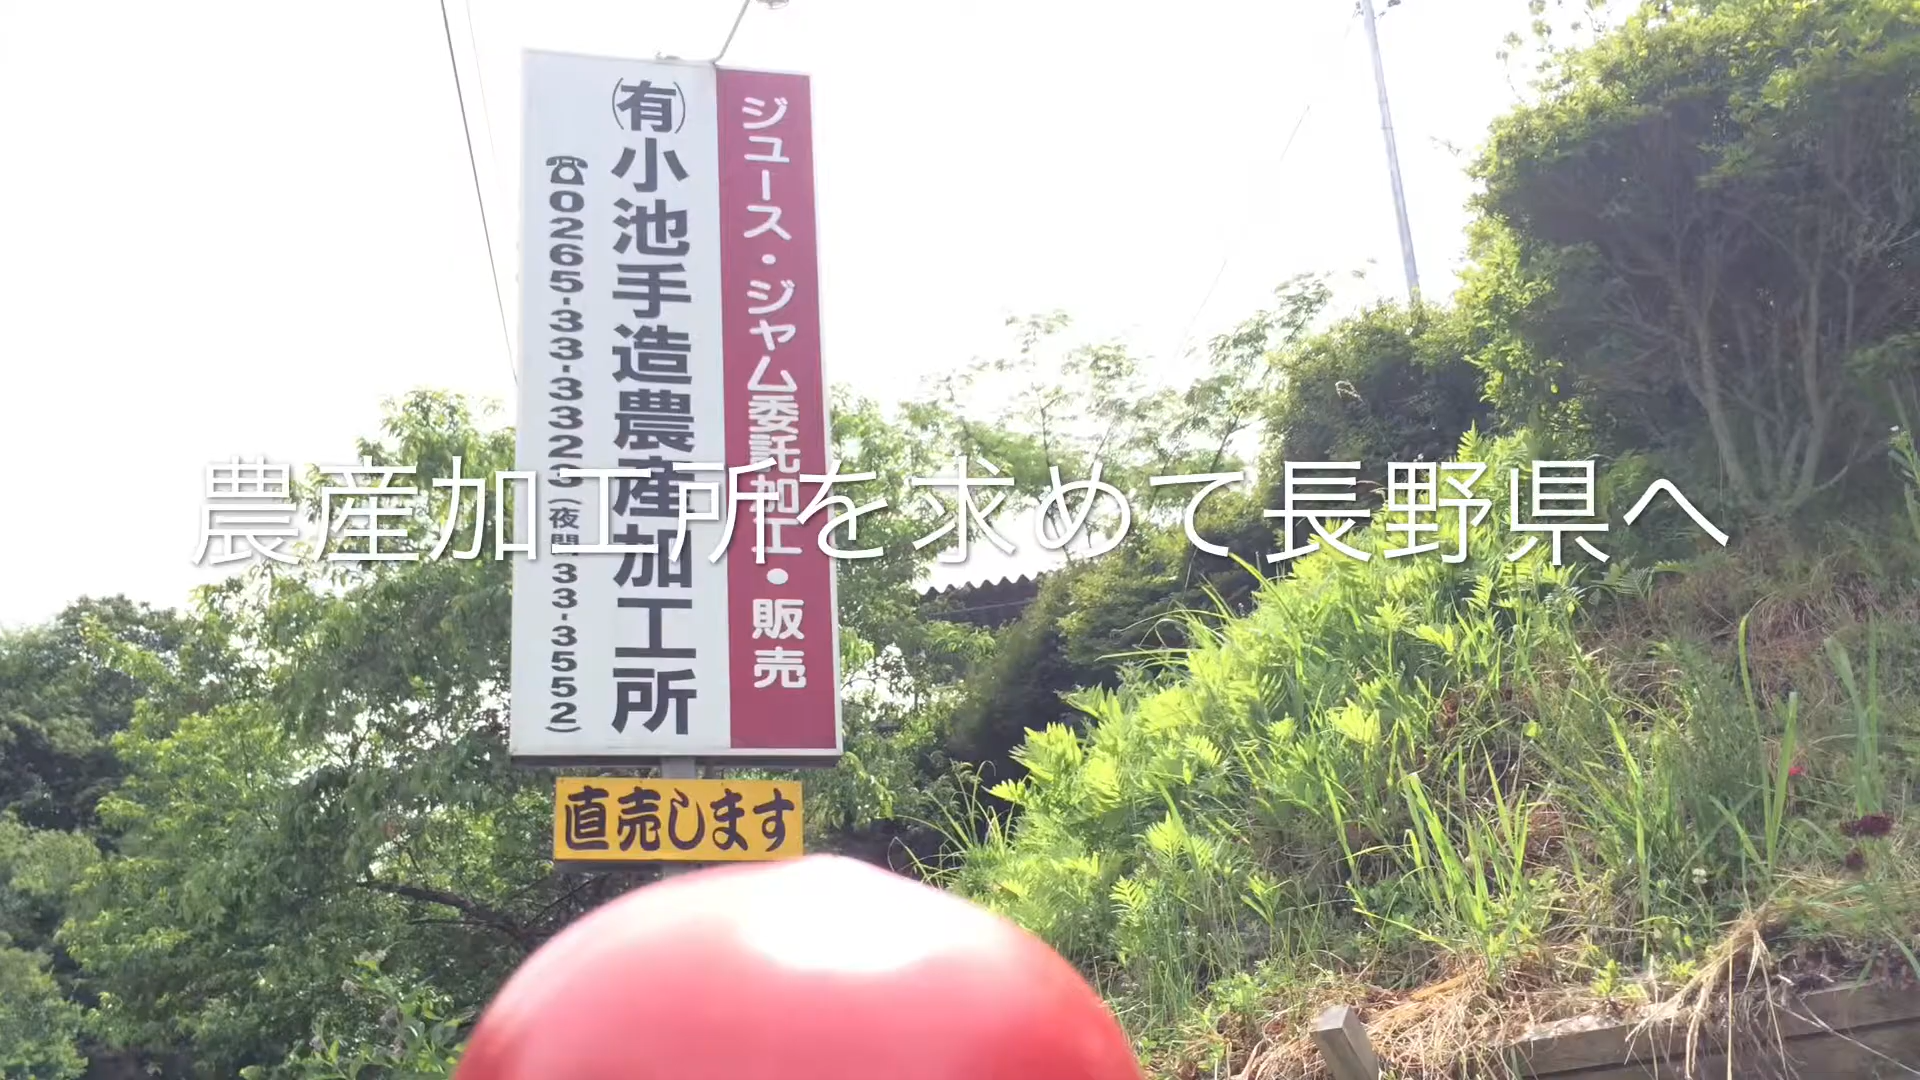 ジュース・ジャム委託加工・販売
㈲小池手造農産加工所
☎0265-33-3323(夜間33-3552)
直売します
農産加工所を求めて長野県へ